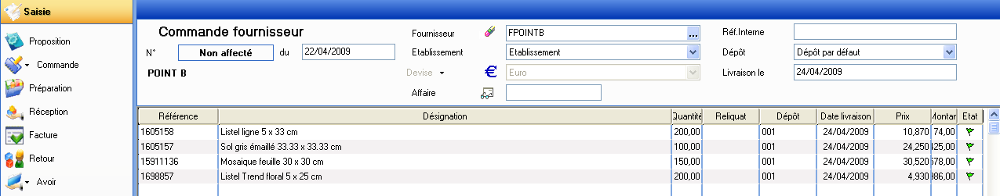 Saisie
Proposition
Commande
Préparation
Réception
Facture
Retour
Avoir
Commande fournisseur
N° Non affecté du 22/04/2009
POINT B
Fournisseur FPOINTB ...
Etablissement Etablissement
Devise € Euro
Affaire
Réf.Interne
Dépôt Dépôt par défaut
Livraison le 24/04/2009
Référence Désignation Quantité Reliquat Dépôt Date livraison Prix Montan Etat
1605158 Listel ligne 5 x 33 cm 200,00 001 24/04/2009 10,870 74,00
1605157 Sol gris émaillé 33.33 x 33.33 cm 100,00 001 24/04/2009 24,250 425,00
15911136 Mosaique feuille 30 x 30 cm 150,00 001 24/04/2009 30,520 578,00
1698857 Listel Trend floral 5 x 25 cm 200,00 001 24/04/2009 4,930 986,00